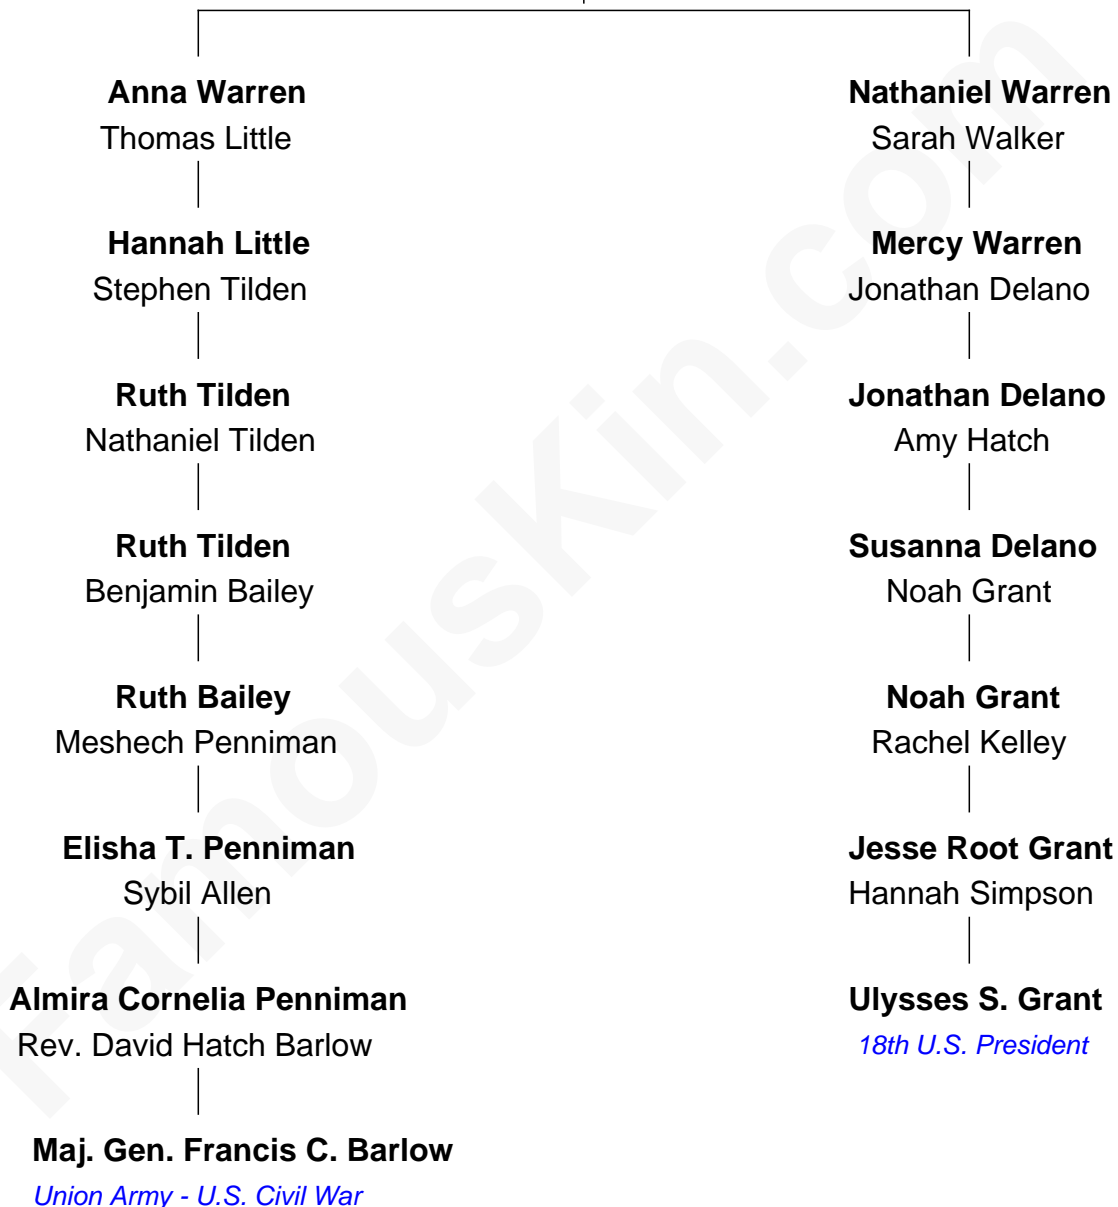 Anna Warren
Thomas Little
Nathaniel Warren
Sarah Walker
Hannah Little
Stephen Tilden
Mercy Warren
Jonathan Delano
Ruth Tilden
Nathaniel Tilden
Jonathan Delano
Amy Hatch
Ruth Tilden
Benjamin Bailey
Susanna Delano
Noah Grant
Ruth Bailey
Meshech Penniman
Noah Grant
Rachel Kelley
Elisha T. Penniman
Sybil Allen
Jesse Root Grant
Hannah Simpson
Almira Cornelia Penniman
Rev. David Hatch Barlow
Ulysses S. Grant
18th U.S. President
Maj. Gen. Francis C. Barlow
Union Army - U.S. Civil War
FamousKin.com